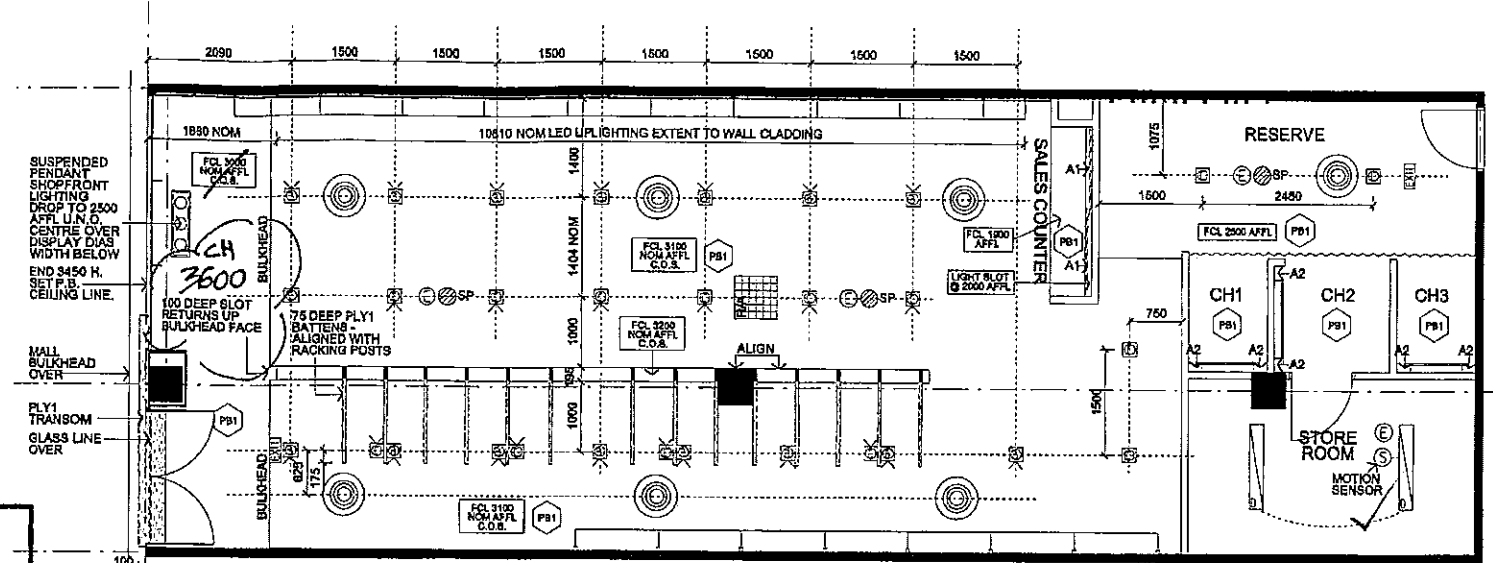 2090
1500
1500
1500
1500
1500
1500
1500
1880 NOM
10610 NOM LED UPLIGHTING EXTENT TO WALL CLADDING
1400
1075
RESERVE
SUSPENDED
PENDANT
SHOPFRONT
LIGHTING
DROP TO 2500
AFFL U.N.O.
CENTRE OVER
DISPLAY DIAS
WIDTH BELOW
FCL 3000
NOM AFFL
C.O.S.
SALES COUNTER
A1
E
SP
EXIT
1500
2450
BULKHEAD
1404 NOM
FCL 3100
NOM AFFL
C.O.S.
PB1
FCL 1900
AFFL
PB1
FCL 2500 AFFL
PB1
CH
3600
END 3450 H.
SET P.B.
CEILING LINE.
100 DEEP SLOT
RETURNS UP
BULKHEAD FACE
A1
LIGHT SLOT
@ 2000 AFFL
A2
E
SP
R/A
E
SP
CH1
CH2
CH3
PB1
PB1
PB1
75 DEEP PLY1
BATTENS -
ALIGNED WITH
RACKING POSTS
1000
FCL 3200
NOM AFFL
C.O.S.
ALIGN
750
MALL
BULKHEAD
OVER
A2
A2
A2
A2
A2
195
PLY1
TRANSOM
GLASS LINE
OVER
PB1
1000
1500
BULKHEAD
EXIT
625
175
STORE
ROOM
E
S
MOTION
SENSOR
FCL 3100
NOM AFFL
C.O.S.
PB1
100